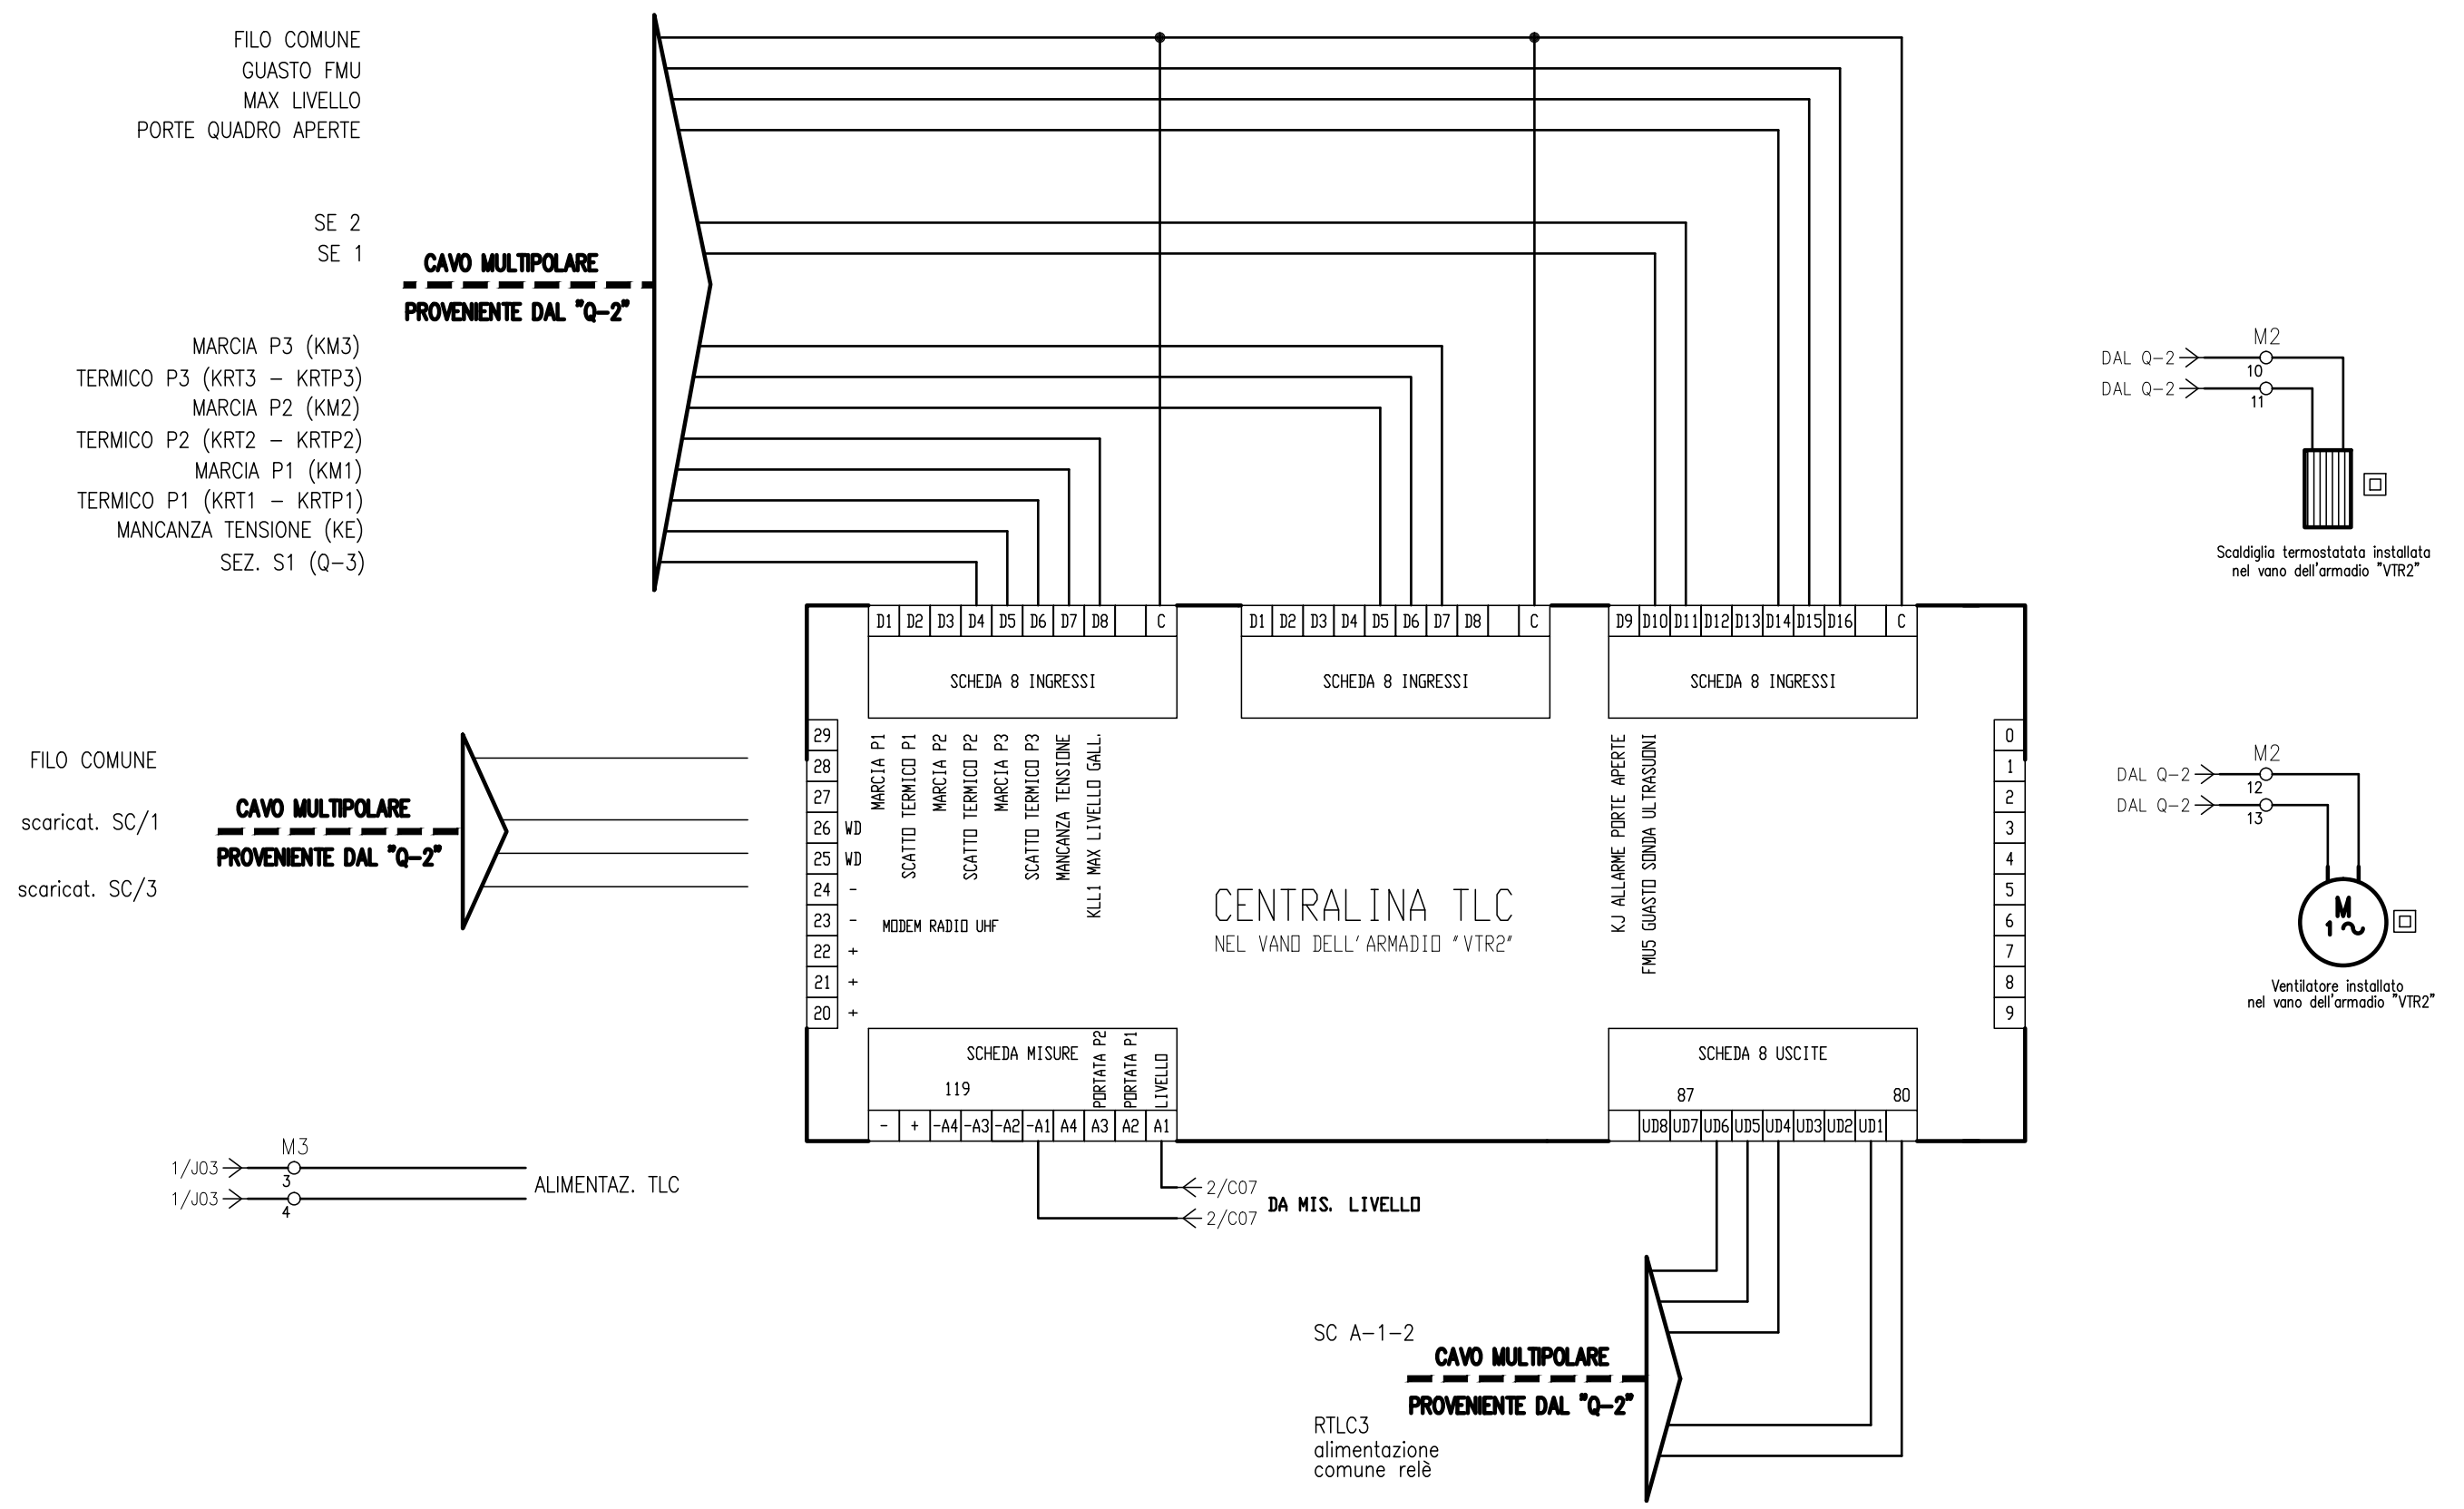 FILO COMUNE
GUASTO FMU
MAX LIVELLO
PORTE QUADRO APERTE
SE 2
SE 1
CAVO MULTIPOLARE
PROVENIENTE DAL "Q-2"
MARCIA P3 (KM3)
TERMICO P3 (KRT3 - KRTP3)
MARCIA P2 (KM2)
TERMICO P2 (KRT2 - KRTP2)
MARCIA P1 (KM1)
TERMICO P1 (KRT1 - KRTP1)
MANCANZA TENSIONE (KE)
SEZ. S1 (Q-3)
M2
DAL Q-2
10
DAL Q-2
11
Scaldiglia termostatata installata
nel vano dell'armadio "VTR2"
D1 D2 D3 D4 D5 D6 D7 D8 C
SCHEDA 8 INGRESSI
D1 D2 D3 D4 D5 D6 D7 D8 C
SCHEDA 8 INGRESSI
D9 D10 D11 D12 D13 D14 D15 D16 C
SCHEDA 8 INGRESSI
FILO COMUNE
scaricat. SC/1
CAVO MULTIPOLARE
PROVENIENTE DAL "Q-2"
scaricat. SC/3
29
28
27
26 WD
25 WD
24 -
23 -
22 +
21 +
20 +
MARCIA P1
SCATTO TERMICO P1
MARCIA P2
SCATTO TERMICO P2
MARCIA P3
SCATTO TERMICO P3
MANCANZA TENSIONE
KLL1 MAX LIVELLO GALL.
MODEM RADIO UHF
CENTRALINA TLC
NEL VANO DELL'ARMADIO "VTR2"
KJ ALLARME PORTE APERTE
FMU5 GUASTO SONDA ULTRASUONI
0
1
2
3
4
5
6
7
8
9
M2
DAL Q-2
12
DAL Q-2
13
M
1~
Ventilatore installato
nel vano dell'armadio "VTR2"
SCHEDA MISURE
119
PORTATA P2
PORTATA P1
LIVELLO
- + -A4 -A3 -A2 -A1 A4 A3 A2 A1
SCHEDA 8 USCITE
87 80
UD8 UD7 UD6 UD5 UD4 UD3 UD2 UD1
M3
1/J03
3
1/J03
4
ALIMENTAZ. TLC
2/C07
2/C07
DA MIS. LIVELLO
SC A-1-2
CAVO MULTIPOLARE
PROVENIENTE DAL "Q-2"
RTLC3
alimentazione
comune relè